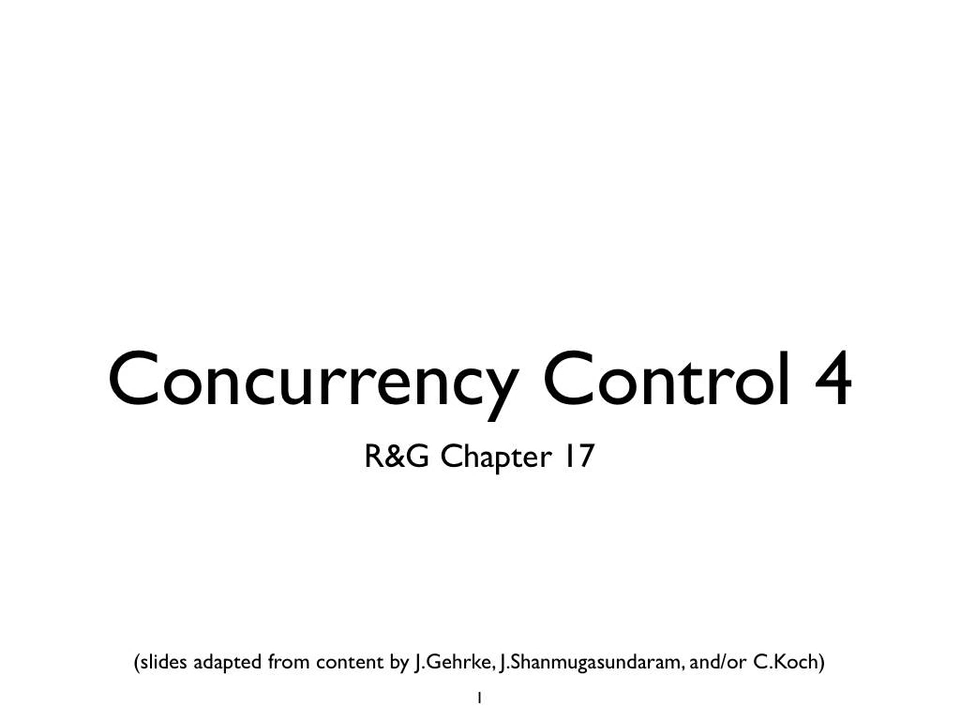 Concurrency Control 4
R&G Chapter 17
(slides adapted from content by J.Gehrke, J.Shanmugasundaram, and/or C.Koch)
1